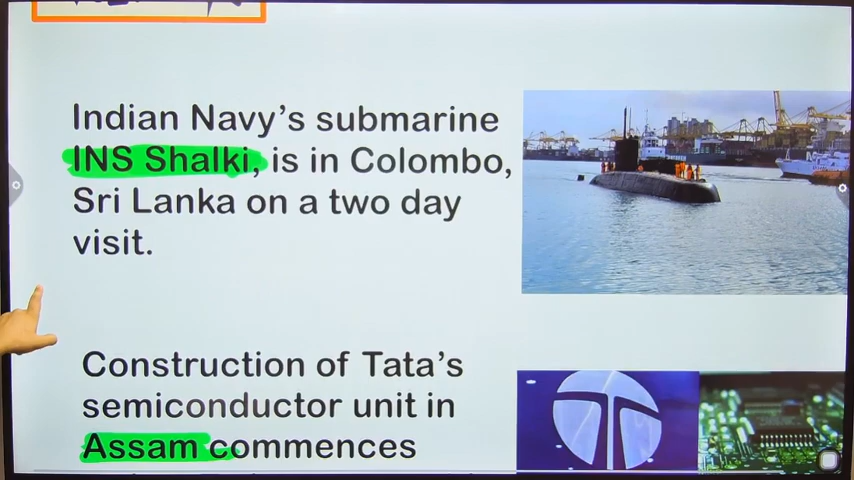 Indian Navy's submarine
INS Shalki, is in Colombo,
Sri Lanka on a two day
visit.
Construction of Tata's
semiconductor unit in
Assam commences